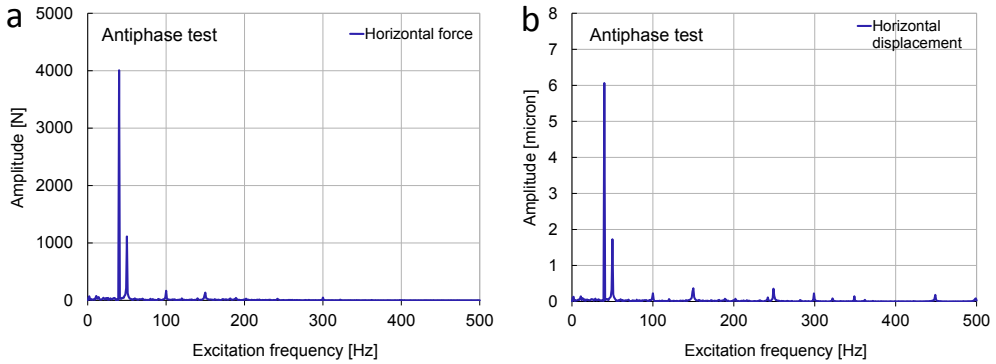 a
5000
4000
3000
2000
1000
0
Amplitude [N]
Antiphase test
Horizontal force
0 100 200 300 400 500
Excitation frequency [Hz]
b
8
7
6
5
4
3
2
1
0
Amplitude [micron]
Antiphase test
Horizontal
displacement
0 100 200 300 400 500
Excitation frequency [Hz]